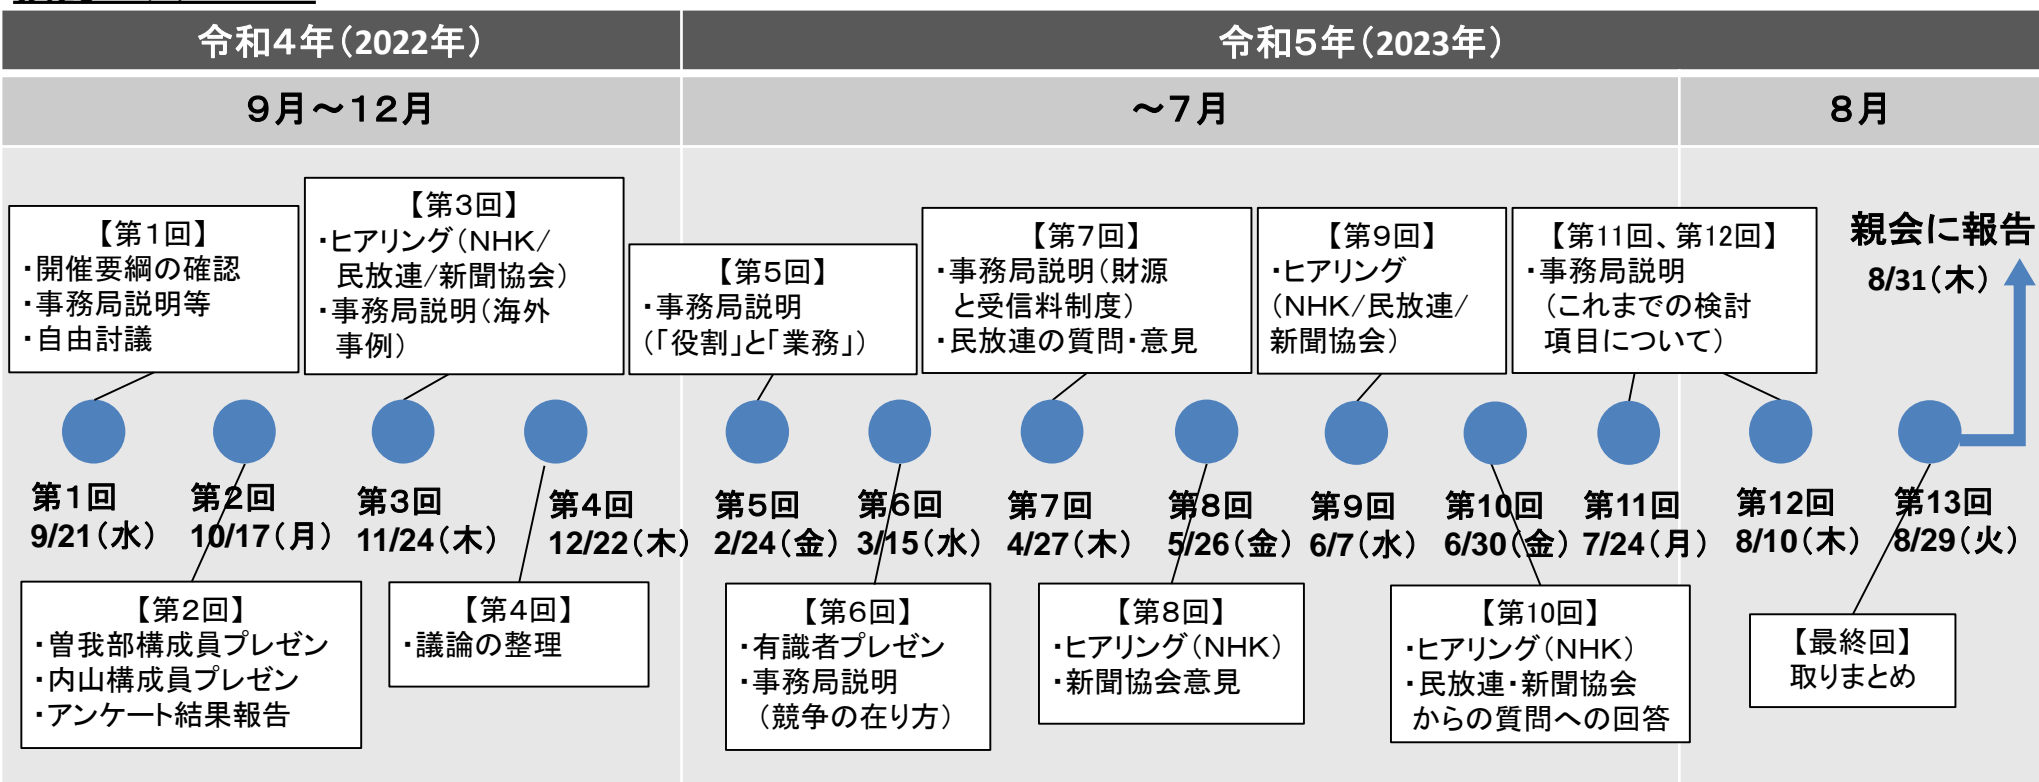 令和４年（2022年）
令和５年（2023年）
９月～１２月
～７月
８月
【第１回】
・開催要綱の確認
・事務局説明等
・自由討議
【第３回】
・ヒアリング（ＮＨＫ／
民放連／新聞協会）
・事務局説明（海外
事例）
【第５回】
・事務局説明
（「役割」と「業務」）
【第７回】
・事務局説明（財源
と受信料制度）
・民放連の質問・意見
【第９回】
・ヒアリング
（ＮＨＫ／民放連／
新聞協会）
【第11回、第12回】
・事務局説明
（これまでの検討
項目について）
親会に報告
8/31（木）
第１回
9/21（水）
第２回
10/17（月）
第３回
11/24（木）
第４回
12/22（木）
第５回
2/24（金）
第６回
3/15（水）
第７回
4/27（木）
第８回
5/26（金）
第９回
6/7（水）
第10回
6/30（金）
第11回
7/24（月）
第12回
8/10（木）
第13回
8/29（火）
【第２回】
・曽我部構成員プレゼン
・内山構成員プレゼン
・アンケート結果報告
【第４回】
・議論の整理
【第６回】
・有識者プレゼン
・事務局説明
（競争の在り方）
【第８回】
・ヒアリング（ＮＨＫ）
・新聞協会意見
【第10回】
・ヒアリング（ＮＨＫ）
・民放連・新聞協会
からの質問への回答
【最終回】
取りまとめ